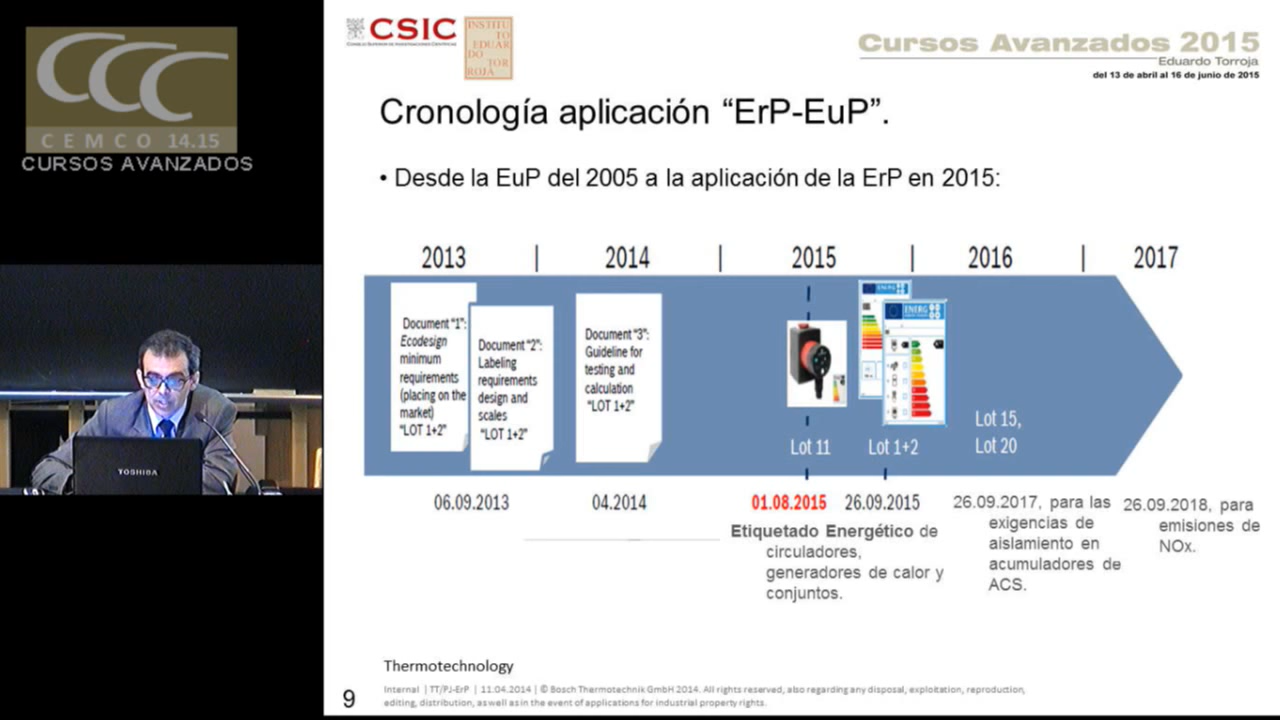 CCC
CEMCO 14.15
CURSOS AVANZADOS
TOSHIBA
CSIC
CONSEJO SUPERIOR DE INVESTIGACIONES CIENTÍFICAS
INSTITU
TO
EDUAR
DO TOR
ROJA
Cursos Avanzados 2015
Eduardo Torroja
del 13 de abril al 16 de junio de 2015
Cronología aplicación “ErP-EuP”.
• Desde la EuP del 2005 a la aplicación de la ErP en 2015:
2013 | 2014 | 2015 | 2016 | 2017
Document “1”:
Ecodesign
minimum
requirements
(placing on the
market)
“LOT 1+2”
Document “2”:
Labeling
requirements
design and
scales
“LOT 1+2”
Document “3”:
Guideline for
testing and
calculation
“LOT 1+2”
ENERG
Lot 11
Lot 1+2
Lot 15,
Lot 20
06.09.2013
04.2014
01.08.2015
26.09.2015
Etiquetado Energético de
circuladores,
generadores de calor y
conjuntos.
26.09.2017, para las
exigencias de
aislamiento en
acumuladores de
ACS.
26.09.2018, para
emisiones de
NOx.
Thermotechnology
9
Internal | TT/PJ-ErP | 11.04.2014 | © Bosch Thermotechnik GmbH 2014. All rights reserved, also regarding any disposal, exploitation, reproduction,
editing, distribution, as well as in the event of applications for industrial property rights.